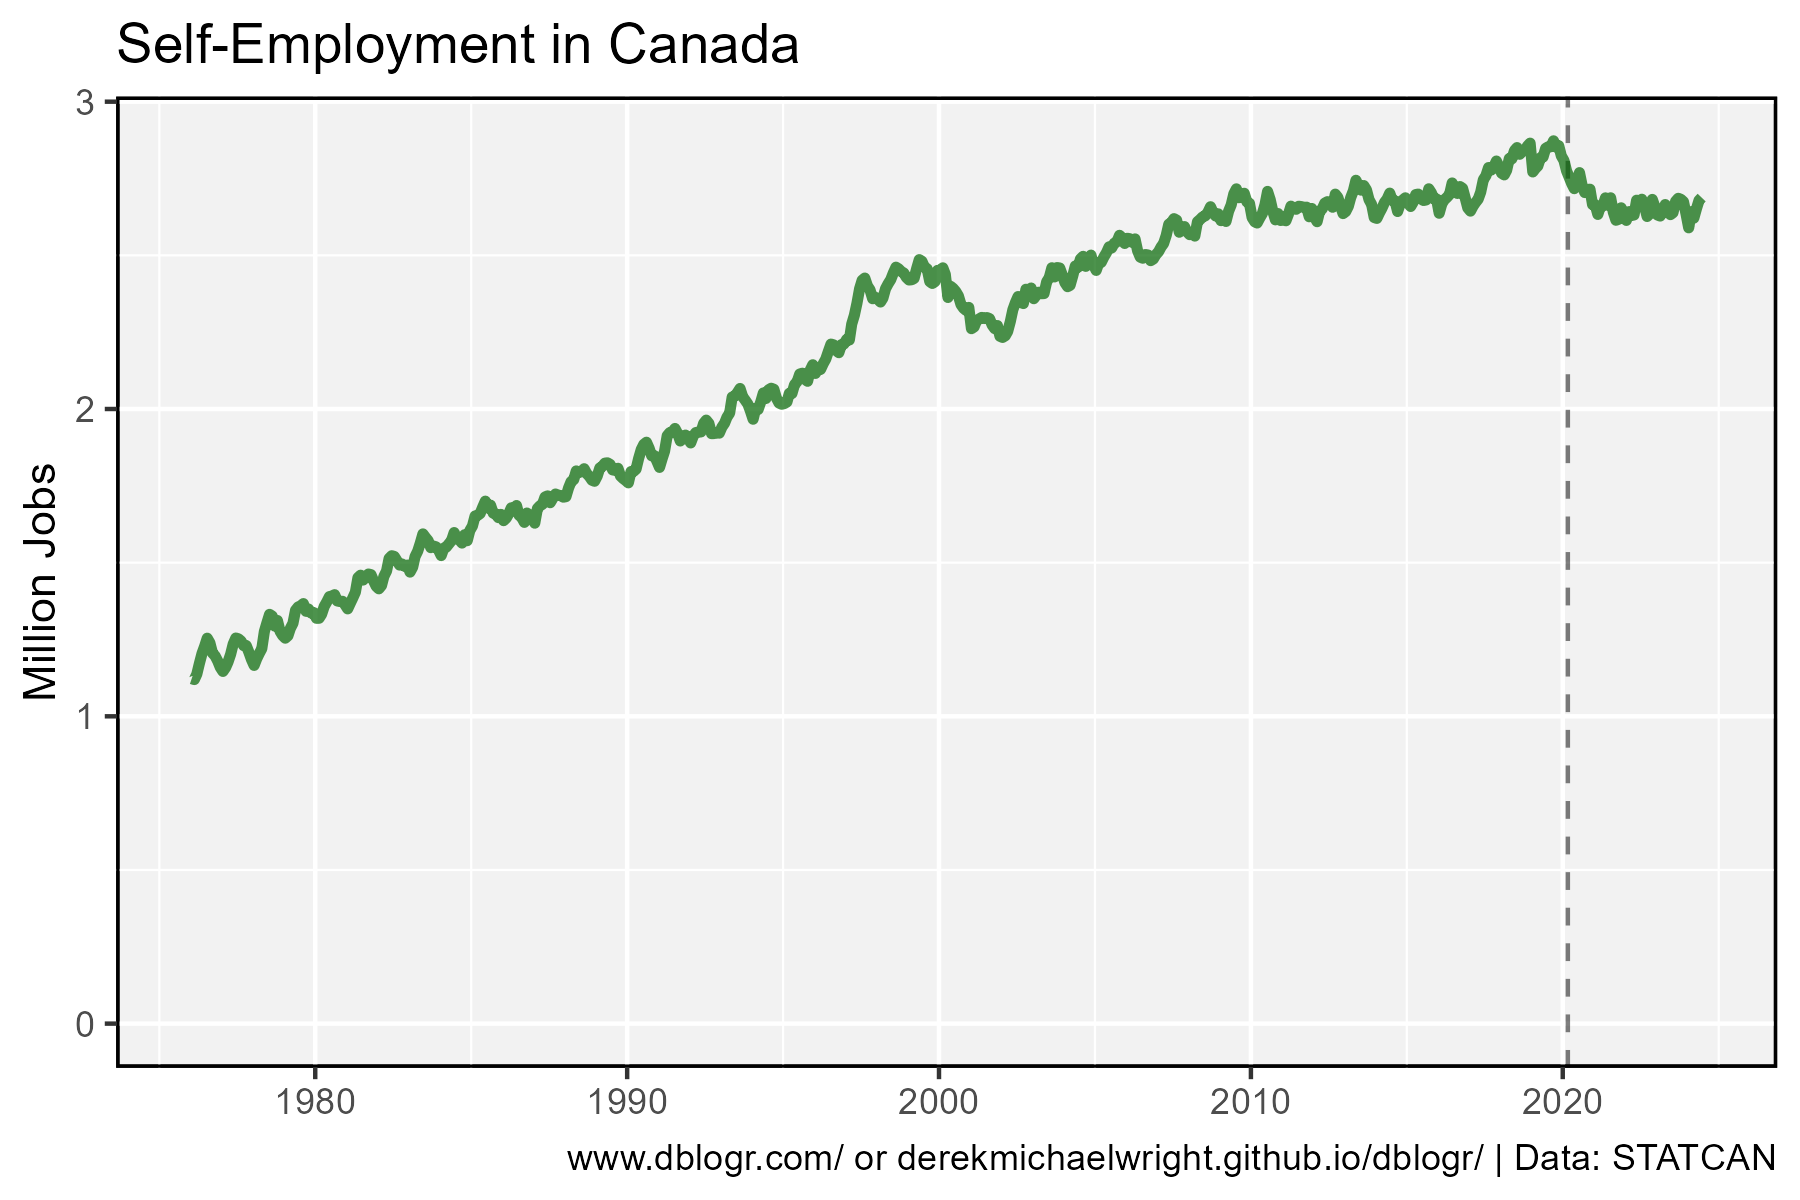 Self-Employment in Canada
Million Jobs
3
2
1
0
1980 1990 2000 2010 2020
www.dblogr.com/ or derekmichaelwright.github.io/dblogr/ | Data: STATCAN